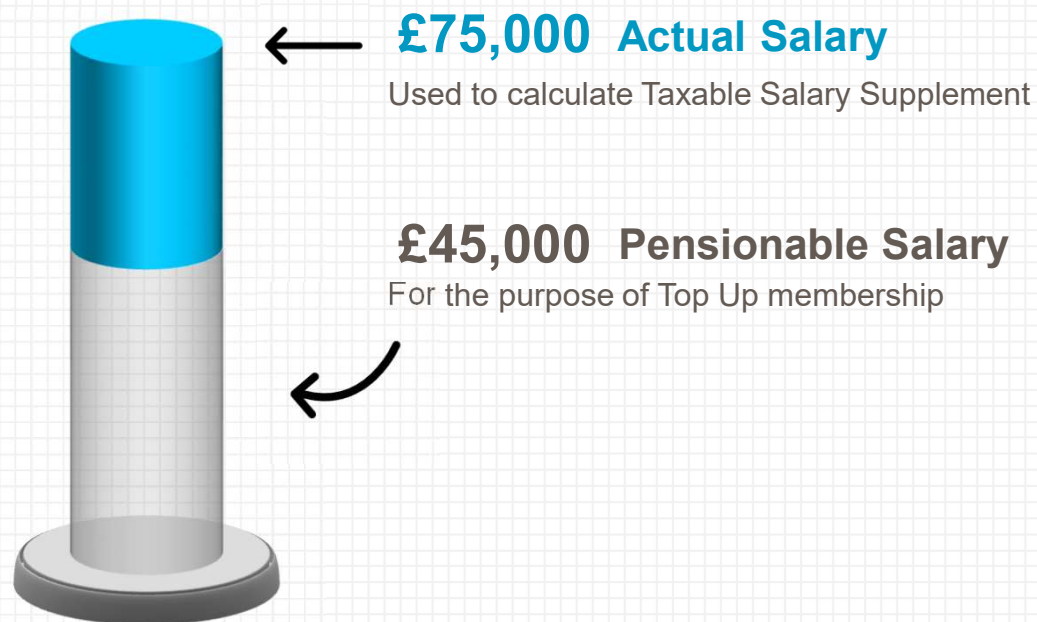 £75,000 Actual Salary
Used to calculate Taxable Salary Supplement
£45,000 Pensionable Salary
For the purpose of Top Up membership